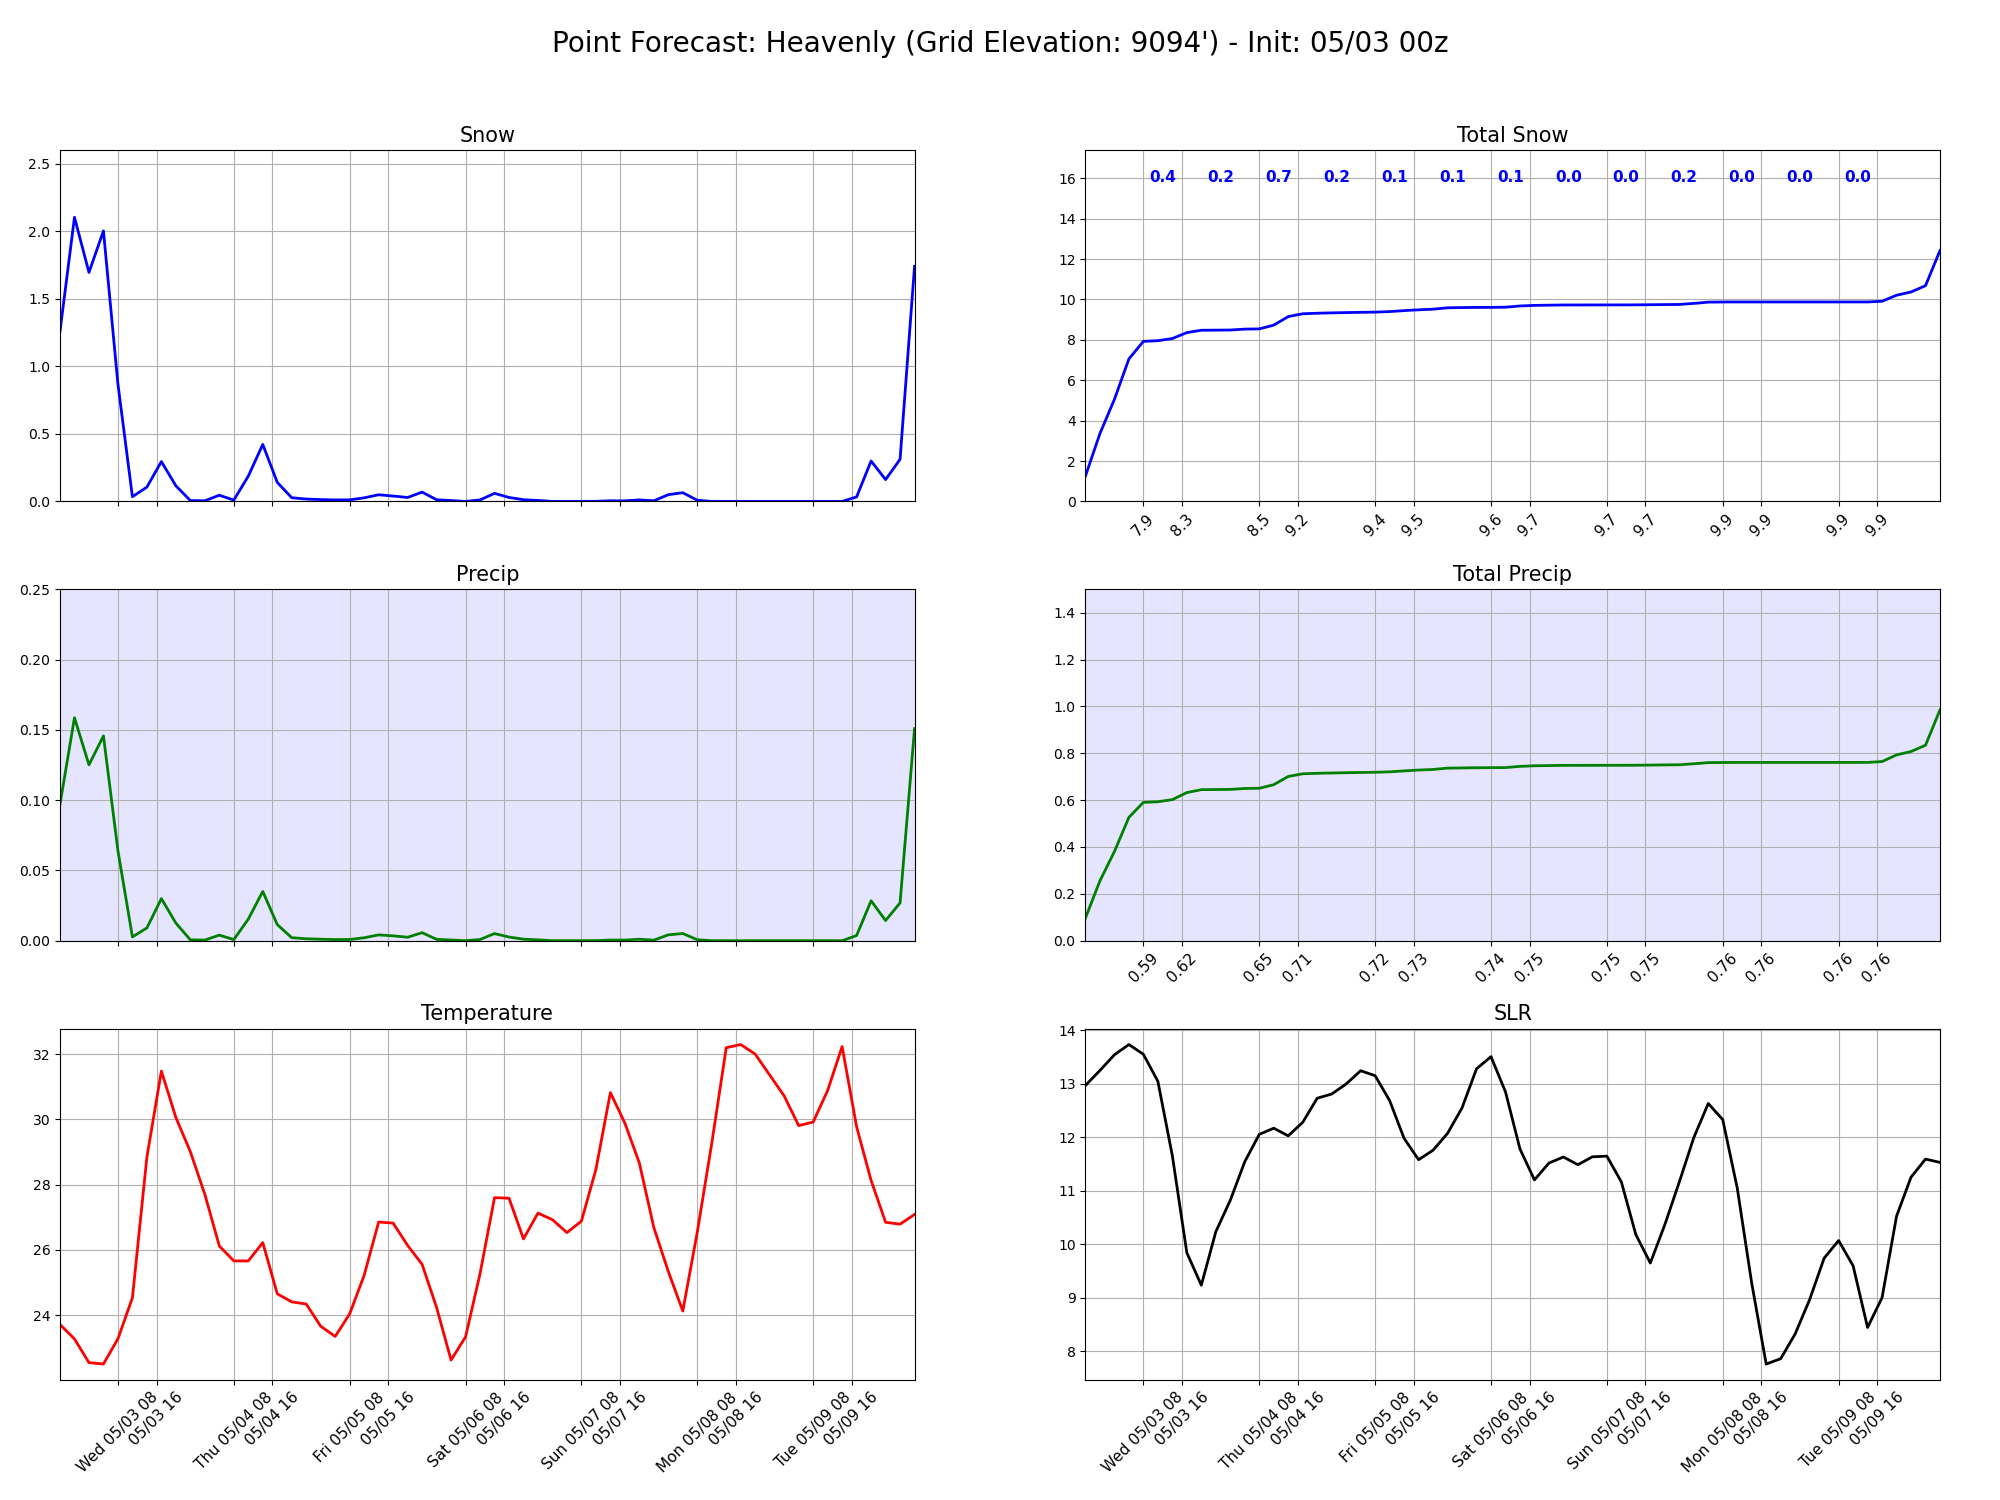 Point Forecast: Heavenly (Grid Elevation: 9094') - Init: 05/03 00z
Snow
2.5
2.0
1.5
1.0
0.5
0.0
Total Snow
16
14
12
10
8
6
4
2
0
0.4 0.2 0.7 0.2 0.1 0.1 0.1 0.0 0.0 0.2 0.0 0.0 0.0
7.9 8.3 8.5 9.2 9.4 9.5 9.6 9.7 9.7 9.7 9.9 9.9 9.9 9.9
Precip
0.25
0.20
0.15
0.10
0.05
0.00
Total Precip
1.4
1.2
1.0
0.8
0.6
0.4
0.2
0.0
0.59 0.62 0.65 0.71 0.72 0.73 0.74 0.75 0.75 0.75 0.76 0.76 0.76 0.76
Temperature
32
30
28
26
24
Wed 05/03 08
05/03 16
Thu 05/04 08
05/04 16
Fri 05/05 08
05/05 16
Sat 05/06 08
05/06 16
Sun 05/07 08
05/07 16
Mon 05/08 08
05/08 16
Tue 05/09 08
05/09 16
SLR
14
13
12
11
10
9
8
Wed 05/03 08
05/03 16
Thu 05/04 08
05/04 16
Fri 05/05 08
05/05 16
Sat 05/06 08
05/06 16
Sun 05/07 08
05/07 16
Mon 05/08 08
05/08 16
Tue 05/09 08
05/09 16